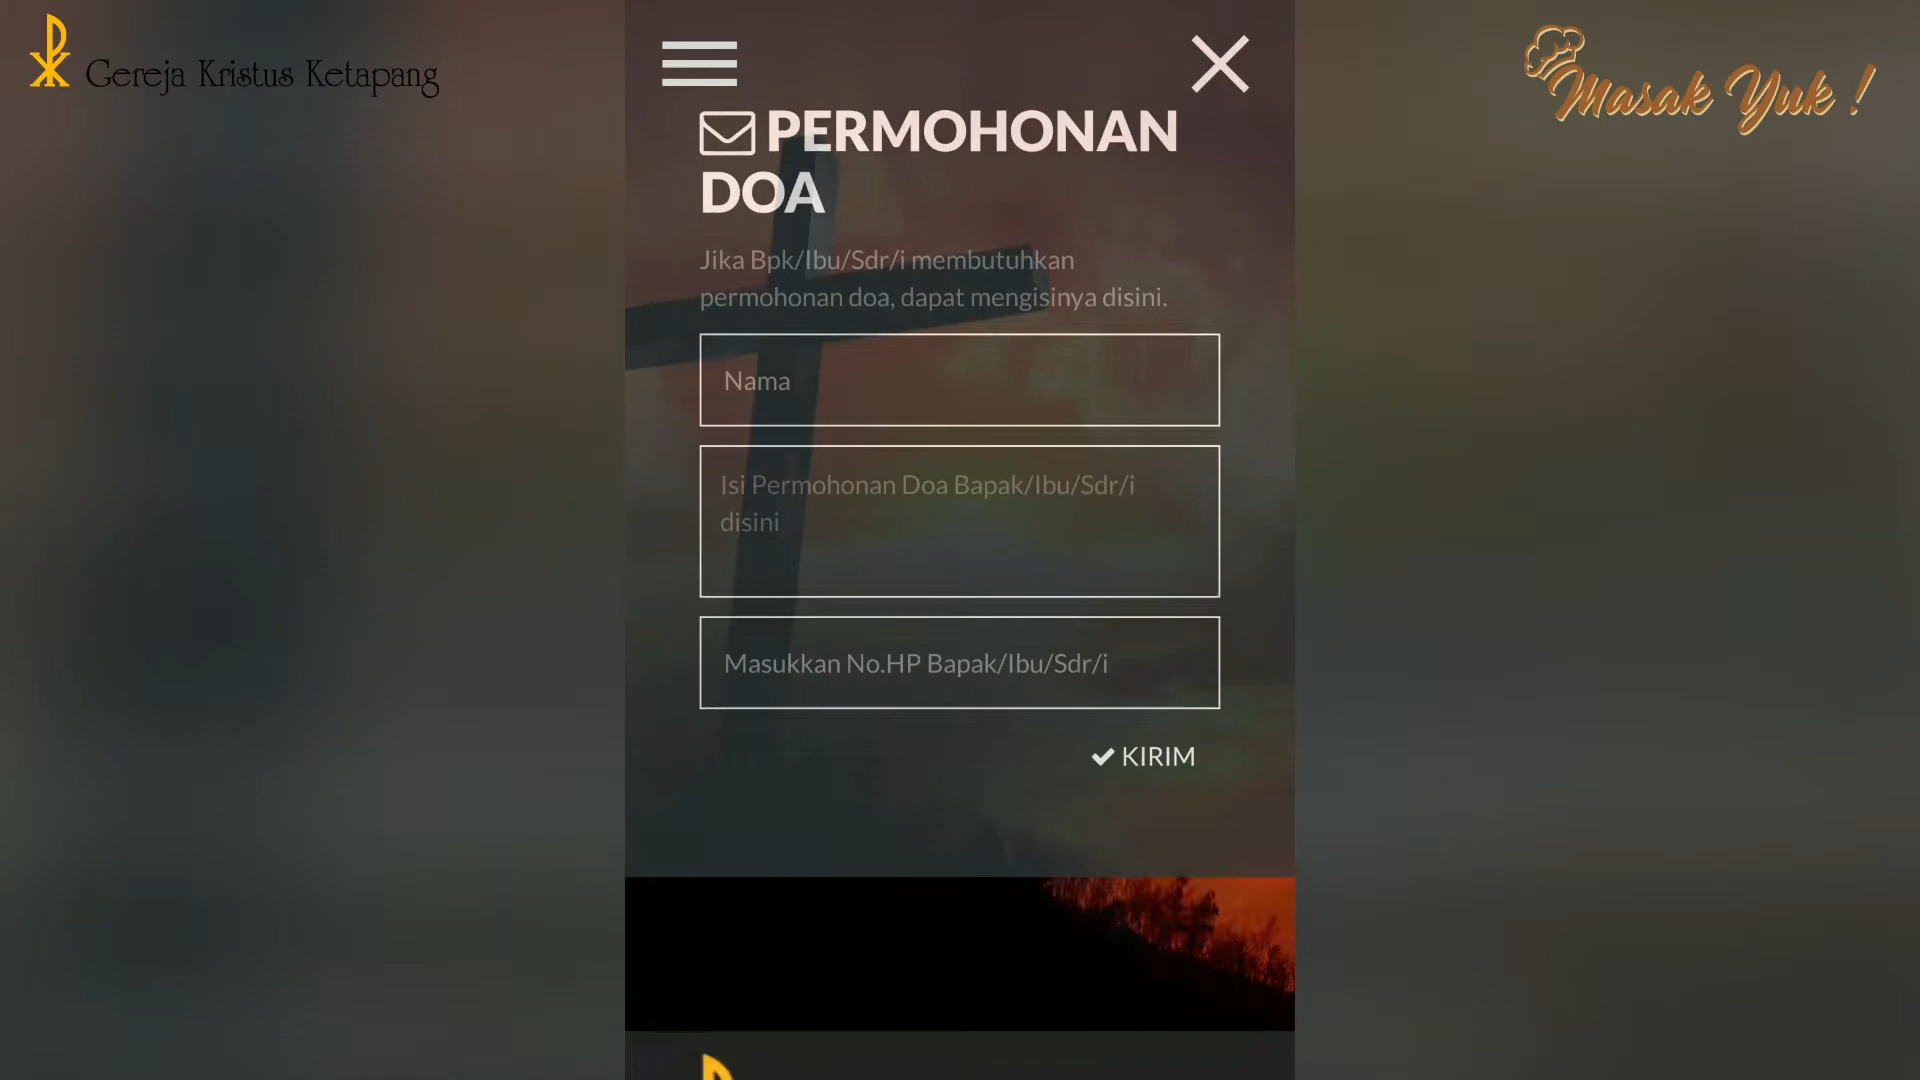 Gereja Kristus Ketapang
Masak Yuk !
PERMOHONAN
DOA
Jika Bpk/Ibu/Sdr/i membutuhkan
permohonan doa, dapat mengisinya disini.
Nama
Isi Permohonan Doa Bapak/Ibu/Sdr/i
disini
Masukkan No.HP Bapak/Ibu/Sdr/i
KIRIM